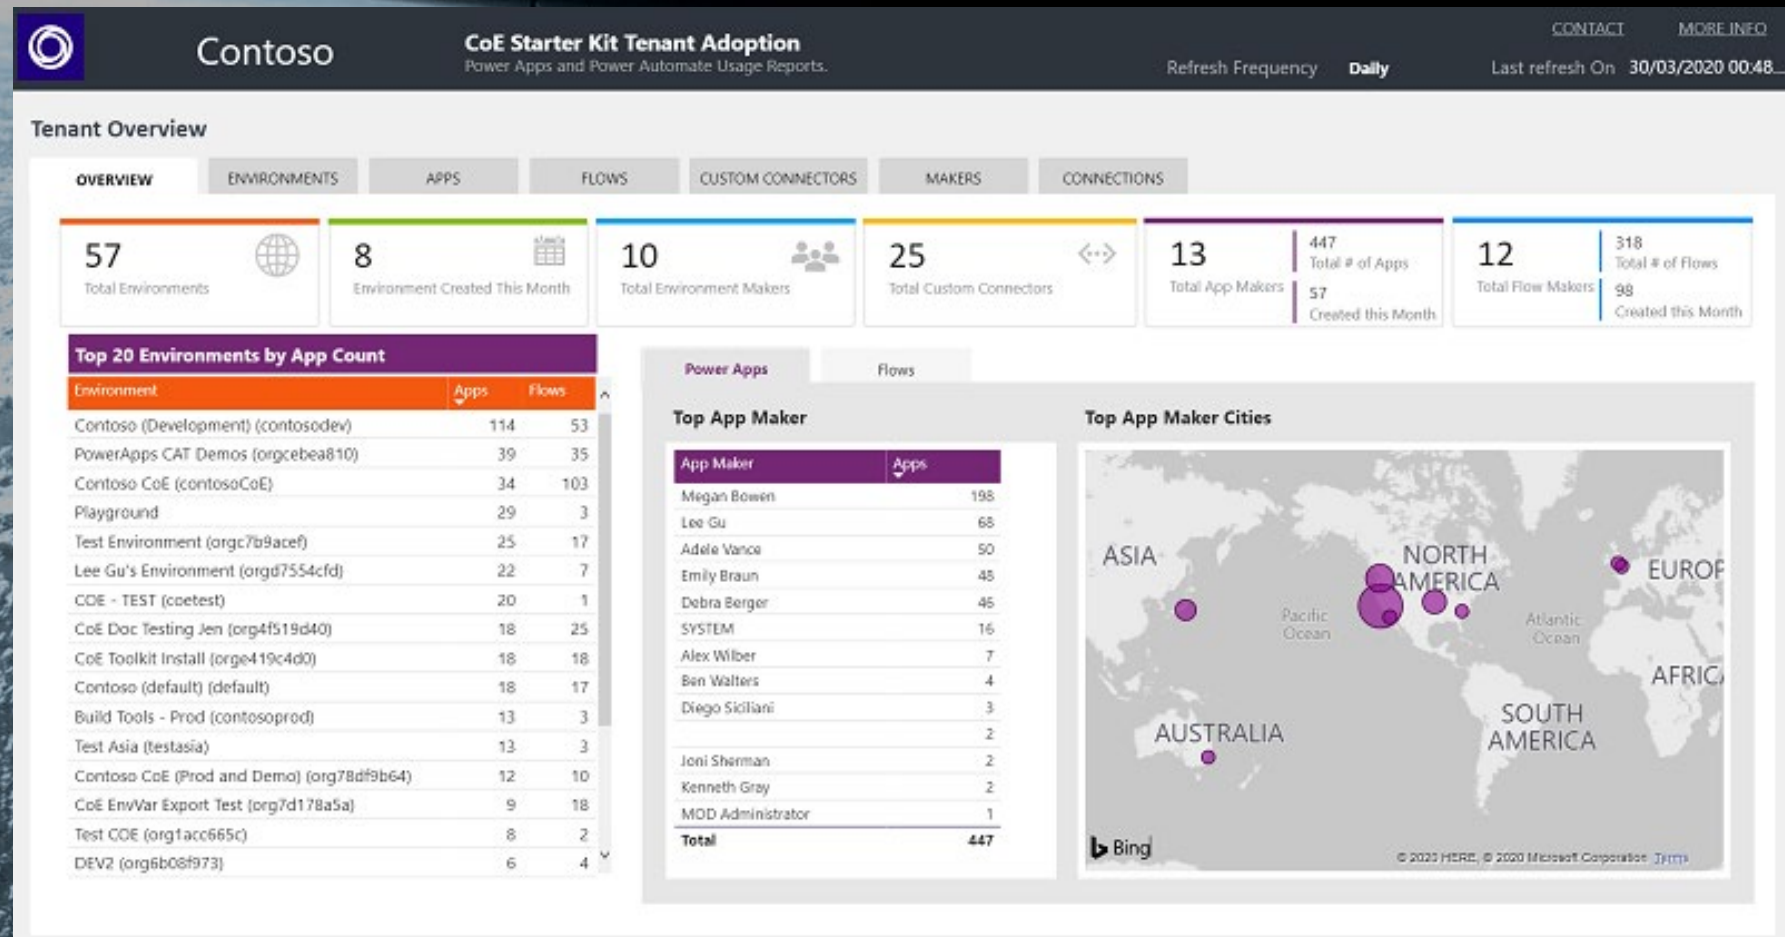 Contoso
CoE Starter Kit Tenant Adoption
Power Apps and Power Automate Usage Reports.
CONTACT MORE INFO
Refresh Frequency Daily Last refresh On 30/03/2020 00:48...
Tenant Overview
OVERVIEW ENVIRONMENTS APPS FLOWS CUSTOM CONNECTORS MAKERS CONNECTIONS
57
Total Environments
8
Environment Created This Month
10
Total Environment Makers
25
Total Custom Connectors
13
Total App Makers
447
Total # of Apps
57
Created this Month
12
Total Flow Makers
318
Total # of Flows
98
Created this Month
Top 20 Environments by App Count
Environment Apps Flows
Contoso (Development) (contosodev) 114 53
PowerApps CAT Demos (orgcebea810) 39 35
Contoso CoE (contosoCoE) 34 103
Playground 29 3
Test Environment (orgc7b9acef) 25 17
Lee Gu's Environment (orgd7554cfd) 22 7
COE - TEST (coetest) 20 1
CoE Doc Testing Jen (org4f519d40) 18 25
CoE Toolkit Install (orge419c4d0) 18 18
Contoso (default) (default) 18 17
Build Tools - Prod (contosoprod) 13 3
Test Asia (testasia) 13 3
Contoso CoE (Prod and Demo) (org78df9b64) 12 10
CoE EnvVar Export Test (org7d178a5a) 9 18
Test COE (org1acc665c) 8 2
DEV2 (org6b08f973) 6 4
Power Apps Flows
Top App Maker
App Maker Apps
Megan Bowen 198
Lee Gu 68
Adele Vance 50
Emily Braun 48
Debra Berger 46
SYSTEM 16
Alex Wilber 7
Ben Walters 4
Diego Siciliani 3
2
Joni Sherman 2
Kenneth Gray 2
MOD Administrator 1
Total 447
Top App Maker Cities
ASIA
NORTH
AMERICA
EUROP
Pacific
Ocean
Atlantic
Ocean
AFRICA
SOUTH
AMERICA
AUSTRALIA
Bing
© 2020 HERE, © 2020 Microsoft Corporation Terms